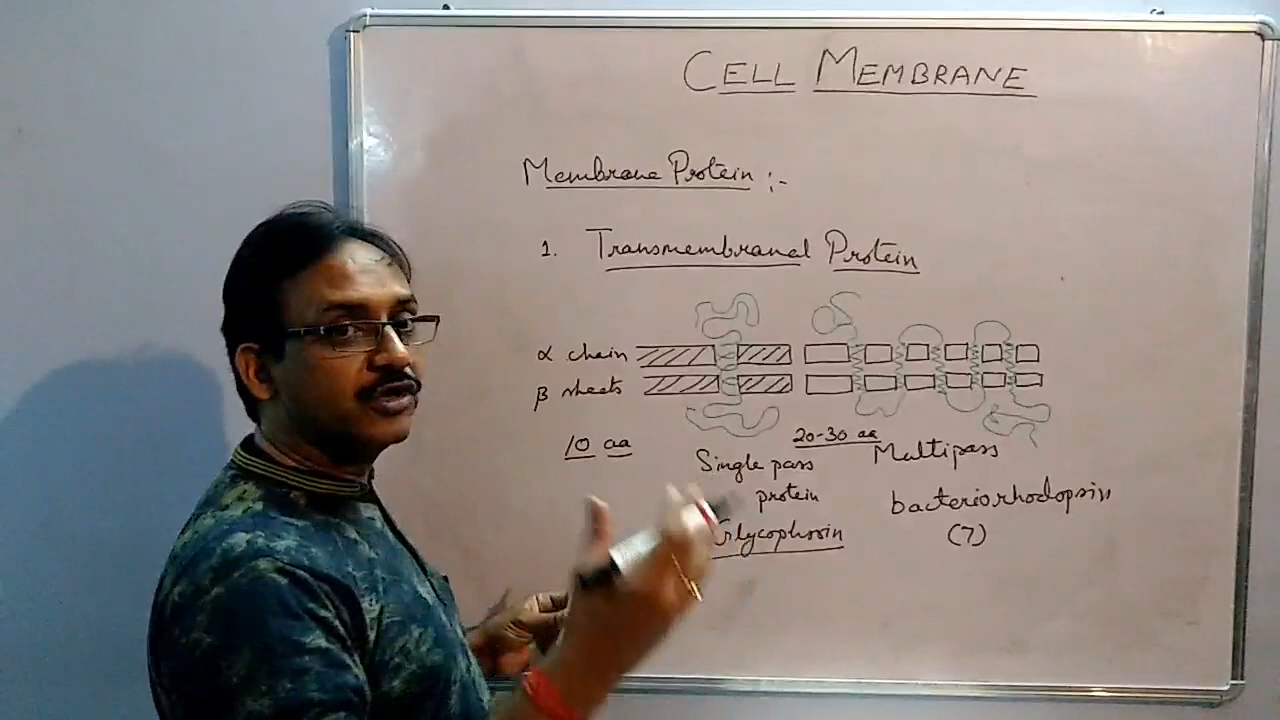 CELL MEMBRANE
Membrane Protein :-
1. Transmembranal Protein
α chain
β sheets
10 aa
20-30 aa
Single pass
protein
Glycophosin
Multipass
bacteriorhodopsin
(7)